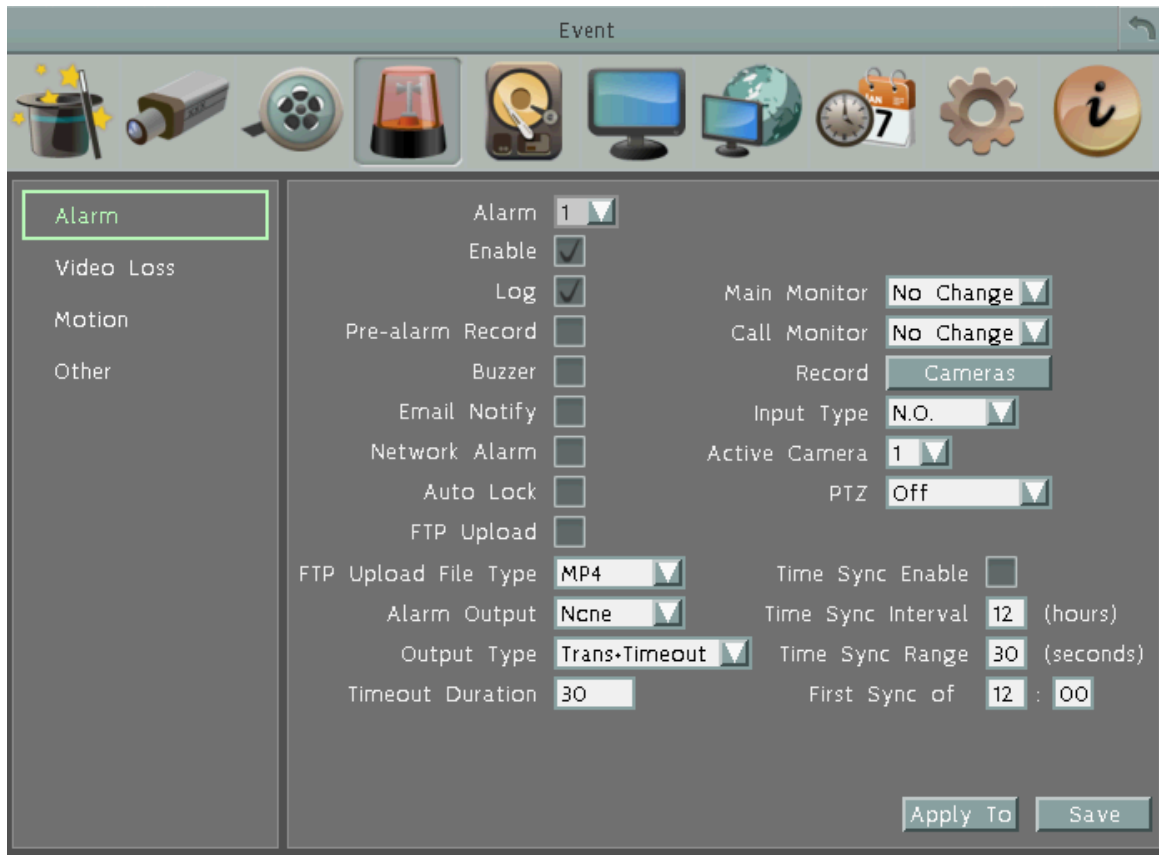 Event
JAN
7
Alarm
Video Loss
Motion
Other
Alarm 1
Enable
Log
Pre-alarm Record
Buzzer
Email Notify
Network Alarm
Auto Lock
FTP Upload
FTP Upload File Type MP4
Alarm Output None
Output Type Trans+Timeout
Timeout Duration 30
Main Monitor No Change
Call Monitor No Change
Record Cameras
Input Type N.O.
Active Camera 1
PTZ Off
Time Sync Enable
Time Sync Interval 12 (hours)
Time Sync Range 30 (seconds)
First Sync of 12 : 00
Apply To Save